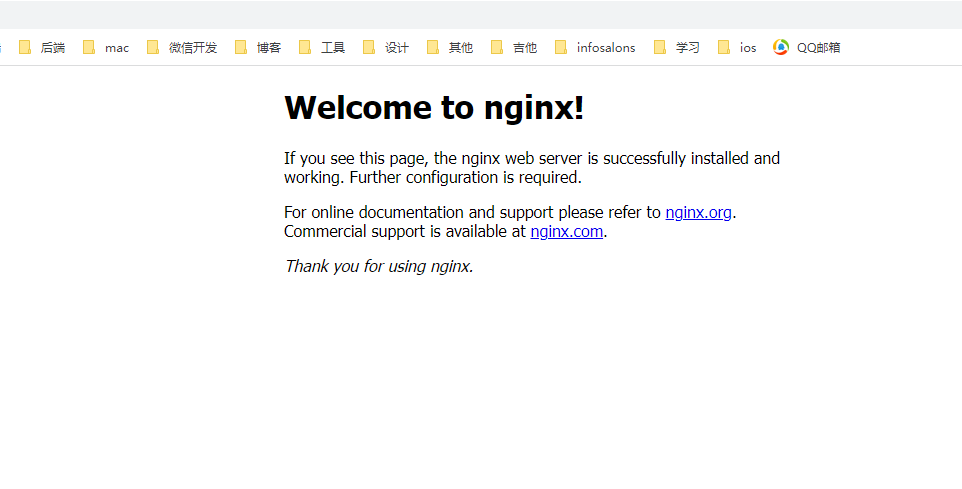 后端 mac 微信开发 博客 工具 设计 其他 吉他 infosalons 学习 ios QQ邮箱
Welcome to nginx!
If you see this page, the nginx web server is successfully installed and
working. Further configuration is required.
For online documentation and support please refer to nginx.org.
Commercial support is available at nginx.com.
Thank you for using nginx.